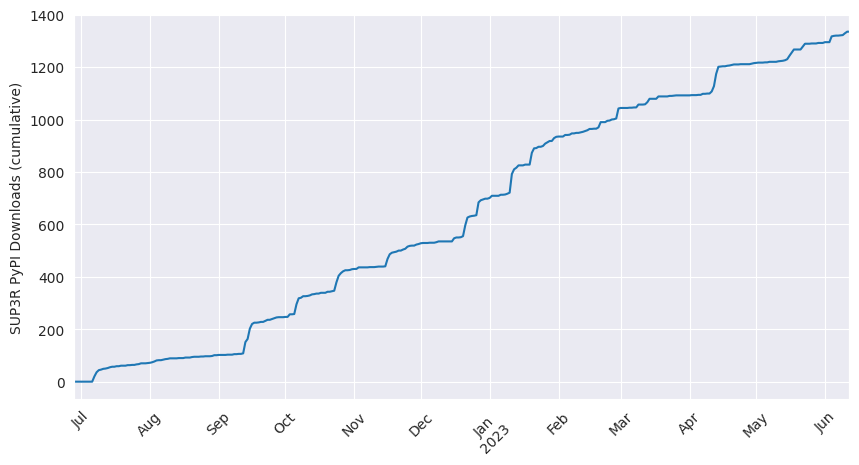 SUP3R PyPI Downloads (cumulative)
1400
1200
1000
800
600
400
200
0
Jul
Aug
Sep
Oct
Nov
Dec
Jan
2023
Feb
Mar
Apr
May
Jun